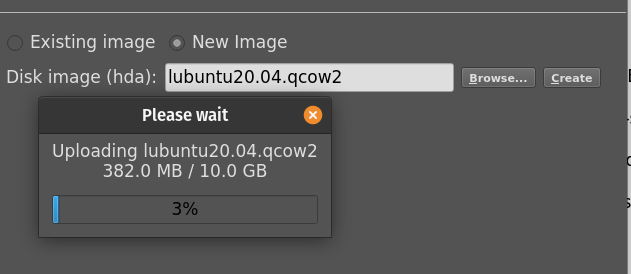 Existing image New Image
Disk image (hda): lubuntu20.04.qcow2 Browse... Create
Please wait
Uploading lubuntu20.04.qcow2
382.0 MB / 10.0 GB
3%